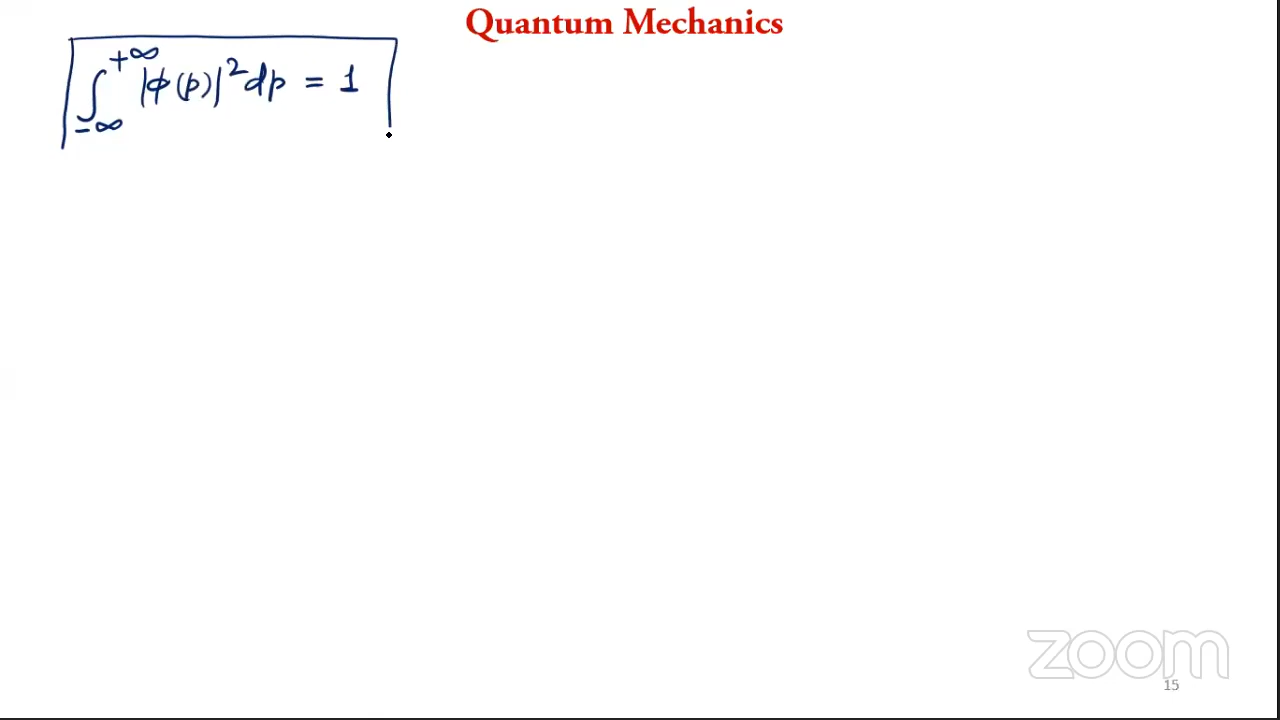 Quantum Mechanics
∫_{-∞}^{+∞} |ϕ(p)|² dp = 1
zoom
15